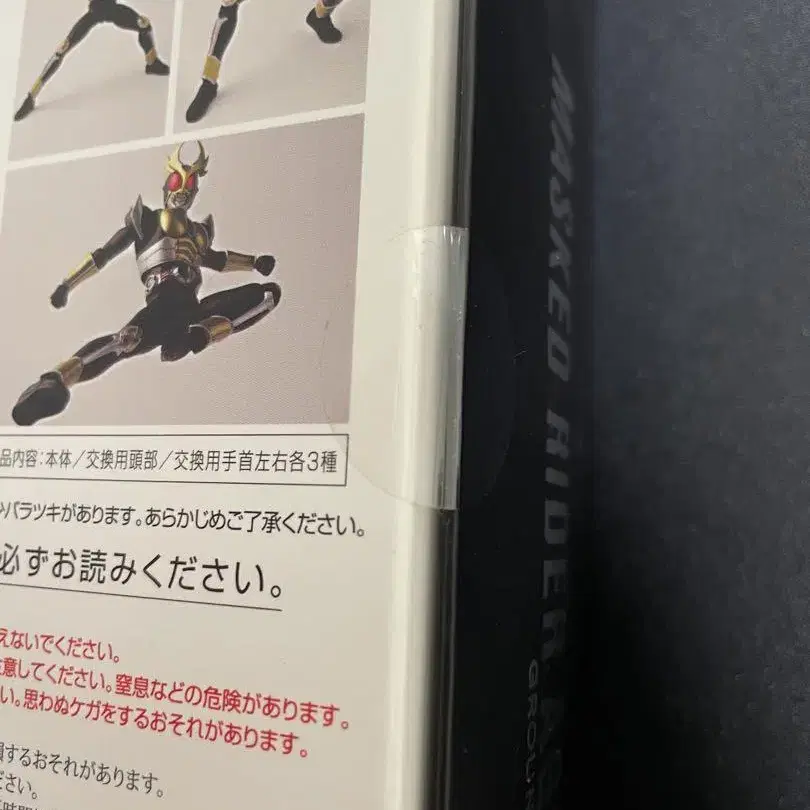 品内容:本体/交換用頭部/交換用手首左右各3種
バラツキがあります。あらかじめご了承ください。
必ずお読みください。
えないでください。
意してください。窒息などの危険があります。
い。思わぬケガをするおそれがあります。
損するおそれがあります。
ださい。
MASKED RIDER
GROUN